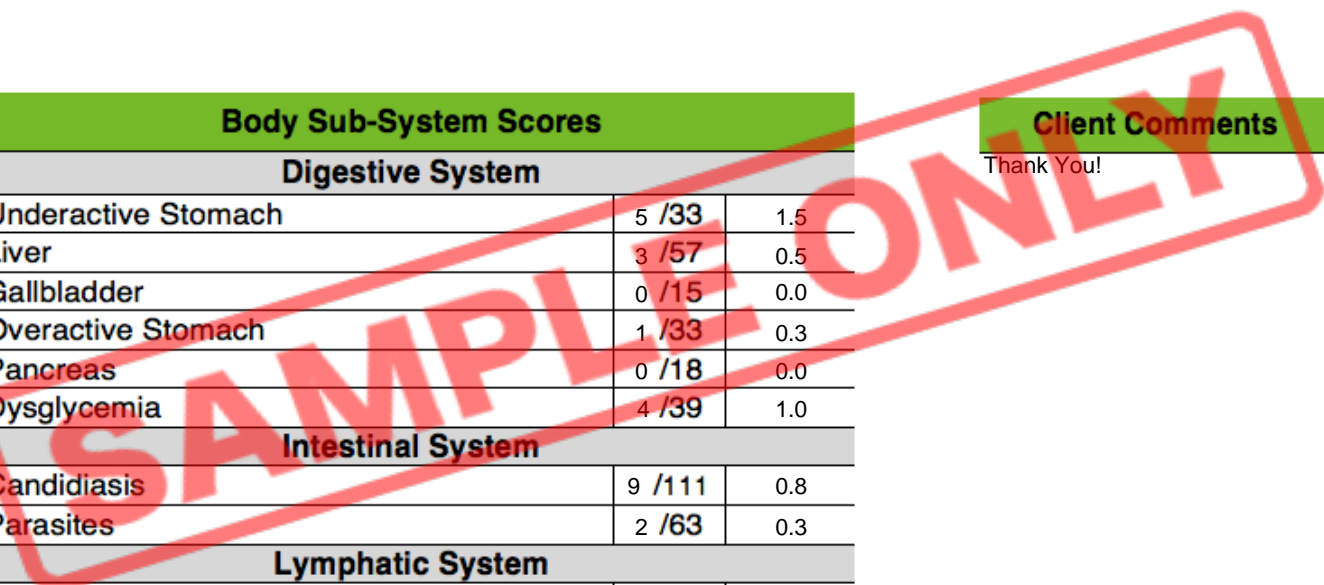 Body Sub-System Scores
Client Comments
Digestive System
Thank You!
Underactive Stomach 5 /33 1.5
Liver 3 /57 0.5
Gallbladder 0 /15 0.0
Overactive Stomach 1 /33 0.3
Pancreas 0 /18 0.0
Dysglycemia 4 /39 1.0
Intestinal System
Candidiasis 9 /111 0.8
Parasites 2 /63 0.3
Lymphatic System
SAMPLE ONLY